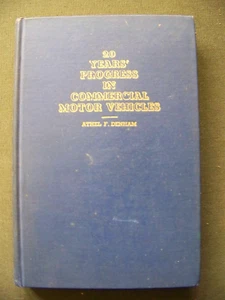 20
YEARS'
PROGRESS
IN
COMMERCIAL
MOTOR VEHICLES
ATHEL F. DENHAM